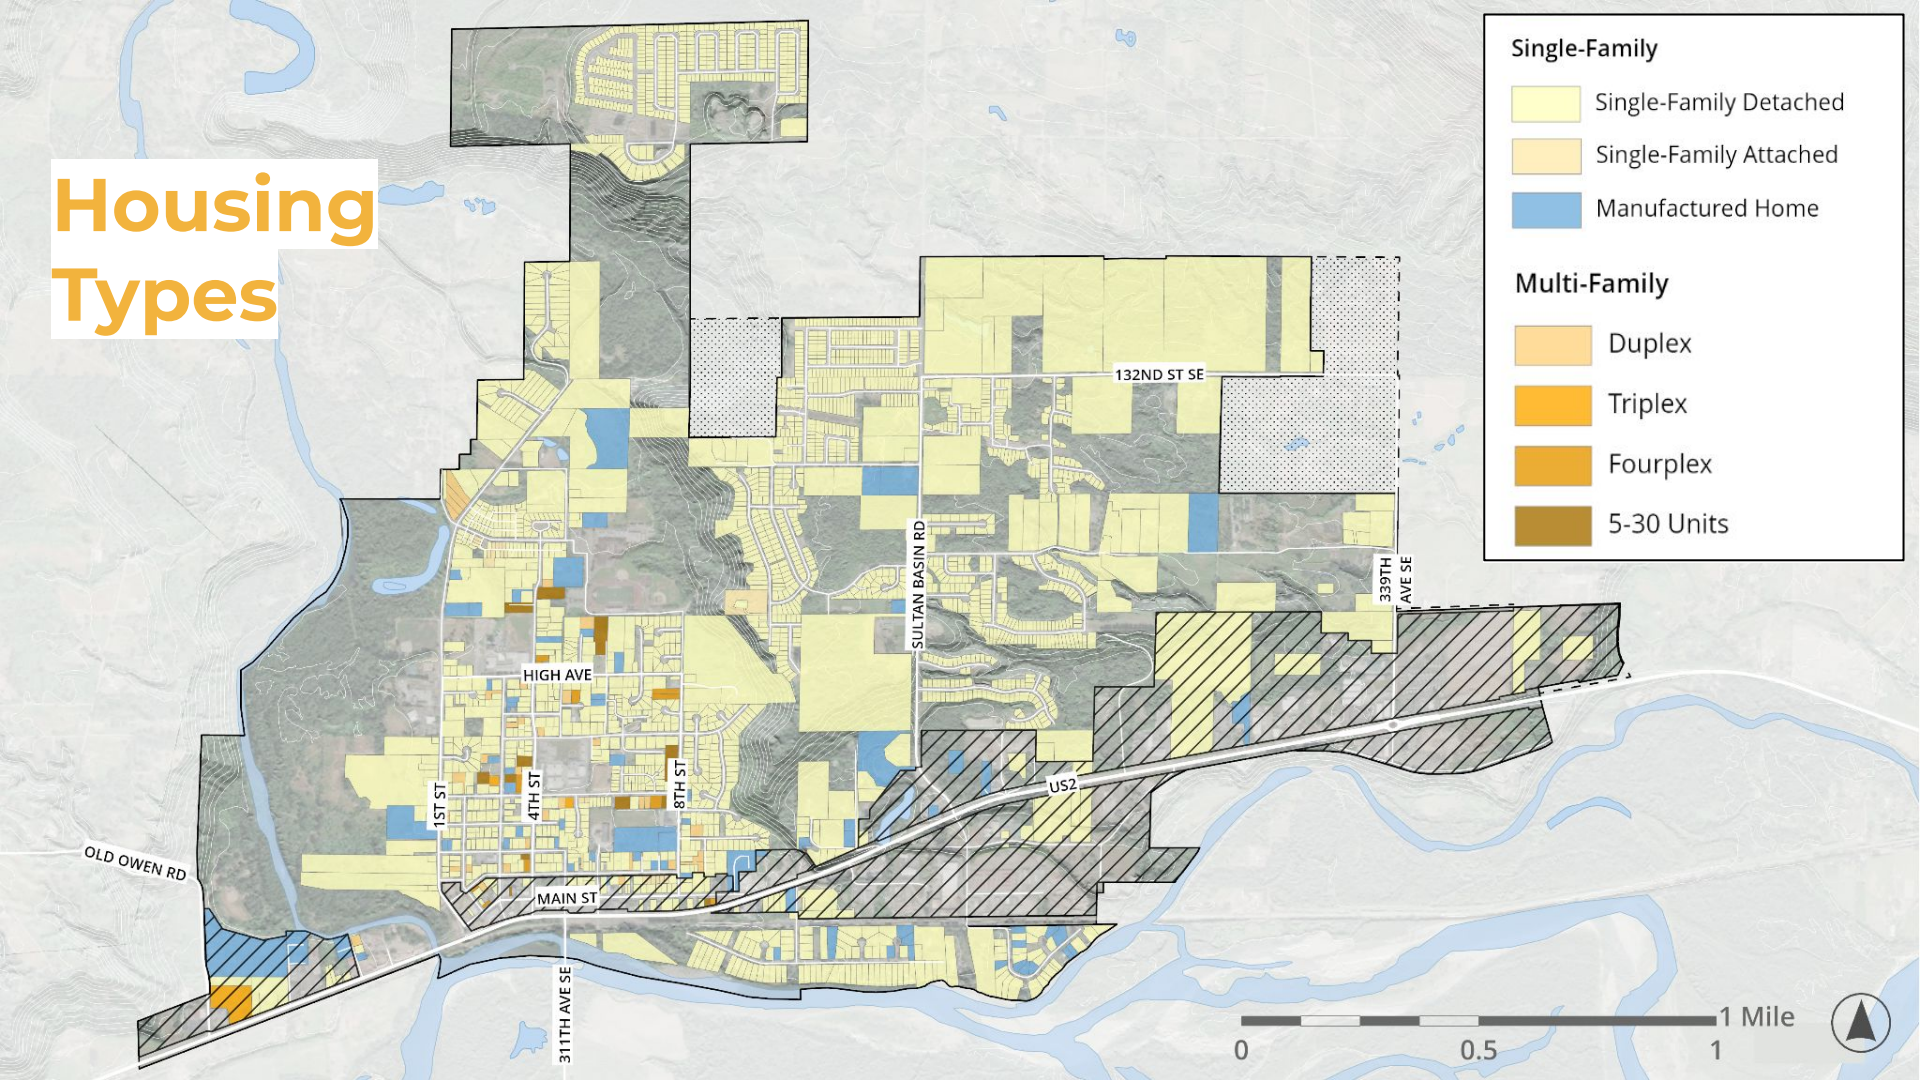 Housing
Types
Single-Family
Single-Family Detached
Single-Family Attached
Manufactured Home
Multi-Family
Duplex
Triplex
Fourplex
5-30 Units
132ND ST SE
SULTAN BASIN RD
339TH
AVE SE
HIGH AVE
1ST ST
4TH ST
8TH ST
US2
OLD OWEN RD
MAIN ST
311TH AVE SE
1 Mile
0
0.5
1